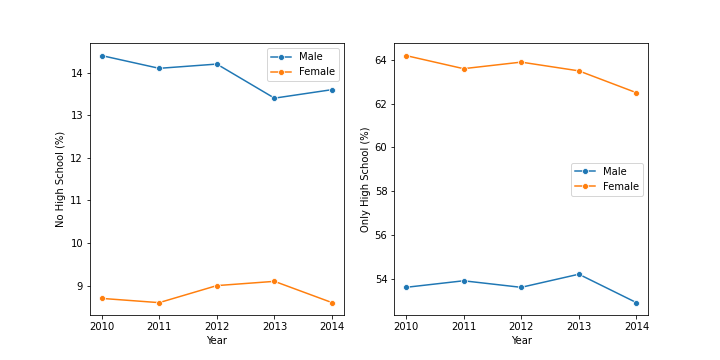 No High School (%)
14
13
12
11
10
9
2010 2011 2012 2013 2014
Year
Male
Female
Only High School (%)
64
62
60
58
56
54
2010 2011 2012 2013 2014
Year
Male
Female